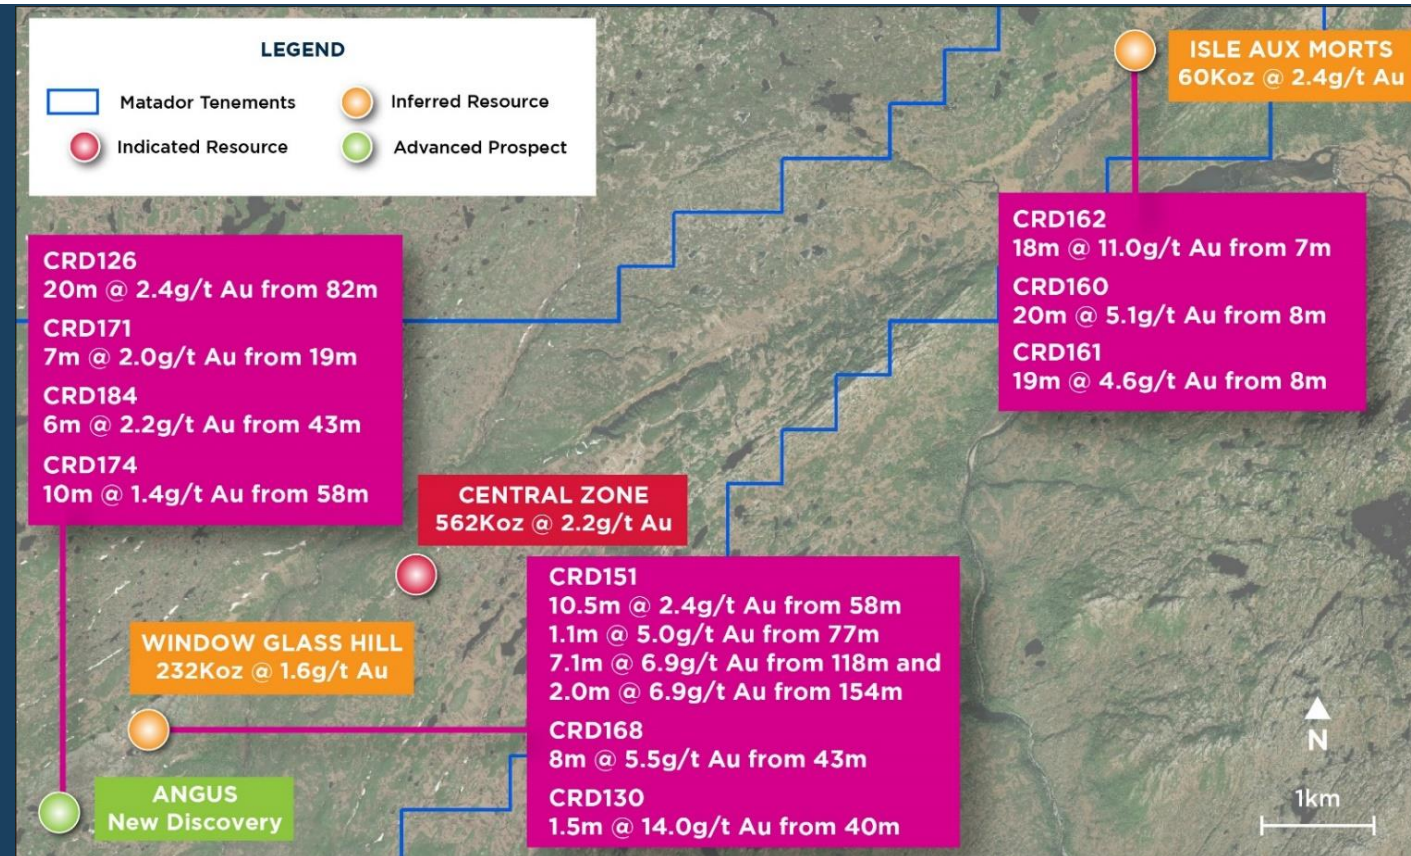 LEGEND
Matador Tenements
Inferred Resource
Indicated Resource
Advanced Prospect
ISLE AUX MORTS
60Koz @ 2.4g/t Au
CRD162
18m @ 11.0g/t Au from 7m
CRD160
20m @ 5.1g/t Au from 8m
CRD161
19m @ 4.6g/t Au from 8m
CRD126
20m @ 2.4g/t Au from 82m
CRD171
7m @ 2.0g/t Au from 19m
CRD184
6m @ 2.2g/t Au from 43m
CRD174
10m @ 1.4g/t Au from 58m
CENTRAL ZONE
562Koz @ 2.2g/t Au
CRD151
10.5m @ 2.4g/t Au from 58m
1.1m @ 5.0g/t Au from 77m
7.1m @ 6.9g/t Au from 118m and
2.0m @ 6.9g/t Au from 154m
CRD168
8m @ 5.5g/t Au from 43m
CRD130
1.5m @ 14.0g/t Au from 40m
WINDOW GLASS HILL
232Koz @ 1.6g/t Au
ANGUS
New Discovery
N
1km